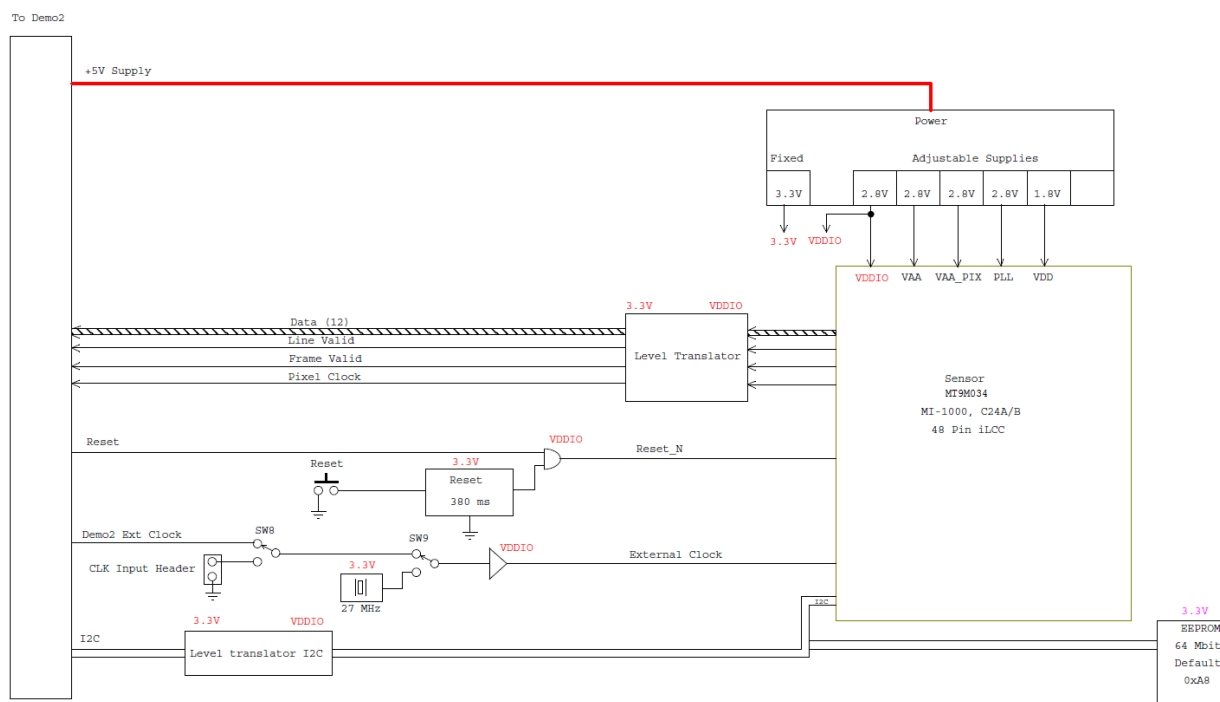 To Demo2
+5V Supply
Power
Fixed
Adjustable Supplies
3.3V
2.8V
2.8V
2.8V
2.8V
1.8V
3.3V
VDDIO
VDDIO
VAA
VAA_PIX
PLL
VDD
3.3V
VDDIO
Data (12)
Line Valid
Frame Valid
Pixel Clock
Level Translator
Sensor
MT9M034
MI-1000, C24A/B
48 Pin iLCC
Reset
VDDIO
Reset_N
Reset
3.3V
Reset
380 ms
Demo2 Ext Clock
SW8
SW9
VDDIO
External Clock
CLK Input Header
3.3V
27 MHz
I2C
3.3V
VDDIO
I2C
Level translator I2C
3.3V
EEPROM
64 Mbit
Default
0xA8